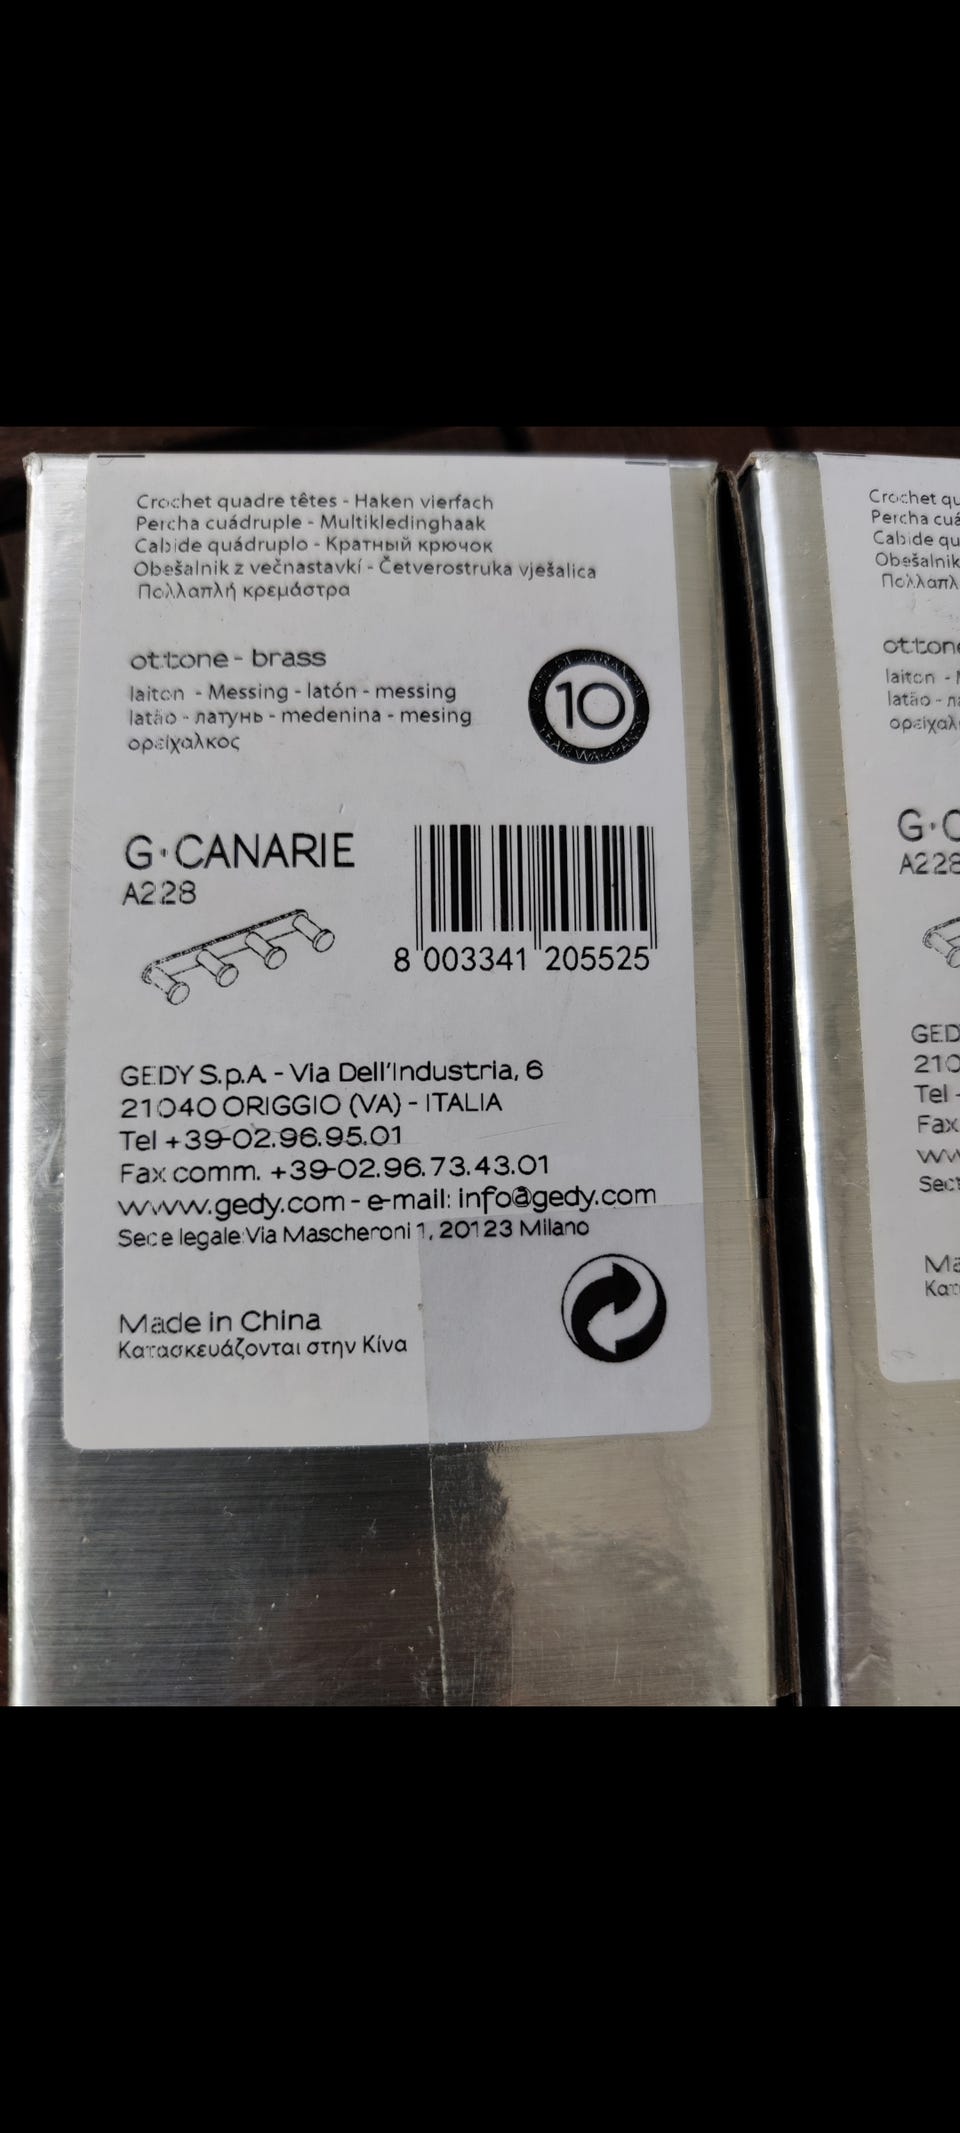 Crochet quadre têtes - Haken vierfach
Percha cuádruple - Multikledinghaak
Cabide quádruplo - Кратный крючок
Obešalnik z večnastavkí - Četverostruka vješalica
Πολλαπλή κρεμάστρα
ottone - brass
laiton - Messing - latón - messing
latão - латунь - medenina - mesing
ορείχαλκος
10
YEAR WARRANTY
G·CANARIE
A228
8 003341 205525
GEDY S.p.A - Via Dell'Industria, 6
21040 ORIGGIO (VA) - ITALIA
Tel +39-02.96.95.01
Fax comm. +39-02.96.73.43.01
www.gedy.com - e-mail: info@gedy.com
Sede legale:Via Mascheroni 1, 20123 Milano
Made in China
Κατασκευάζονται στην Κίνα
Crochet
Percha
Cabide
Obešalnik
ottone
laiton -
latão -
A228
GED
210
Tel -
Fax